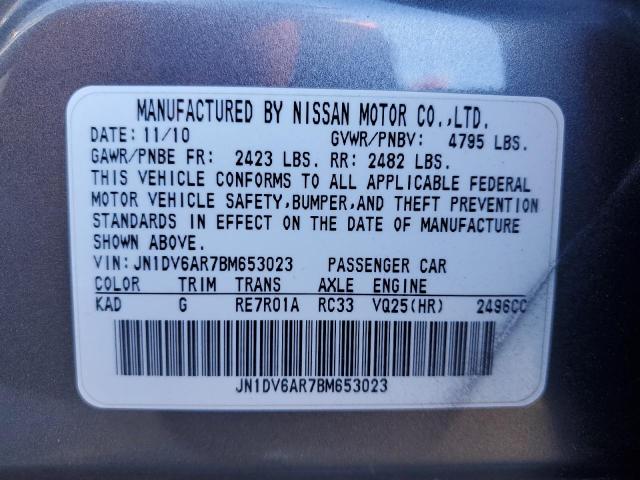 MANUFACTURED BY NISSAN MOTOR CO.,LTD.
DATE: 11/10 GVWR/PNBV: 4795 LBS.
GAWR/PNBE FR: 2423 LBS. RR: 2482 LBS.
THIS VEHICLE CONFORMS TO ALL APPLICABLE FEDERAL
MOTOR VEHICLE SAFETY,BUMPER,AND THEFT PREVENTION
STANDARDS IN EFFECT ON THE DATE OF MANUFACTURE
SHOWN ABOVE.
VIN:JN1DV6AR7BM653023 PASSENGER CAR
COLOR TRIM TRANS AXLE ENGINE
KAD G RE7R01A RC33 VQ25(HR) 2496CC
JN1DV6AR7BM653023